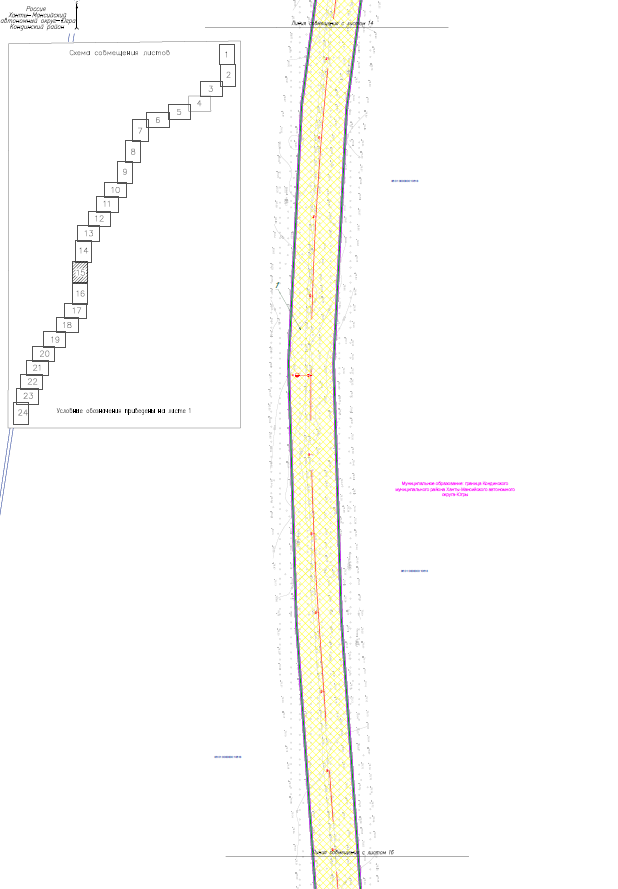 Россия
Ханты-Мансийский
автономный округ-Югра
Кондинский район
Линия совмещения с листом 14
Схема совмещения листов
1
2
3
4
5
6
7
8
9
10
11
12
13
14
15
16
17
18
19
20
21
22
23
24
Условные обозначения приведены на листе 1
Муниципальное образование, граница Кондинского
муниципального района Ханты-Мансийского автономного
округа-Югры
Линия совмещения с листом 16